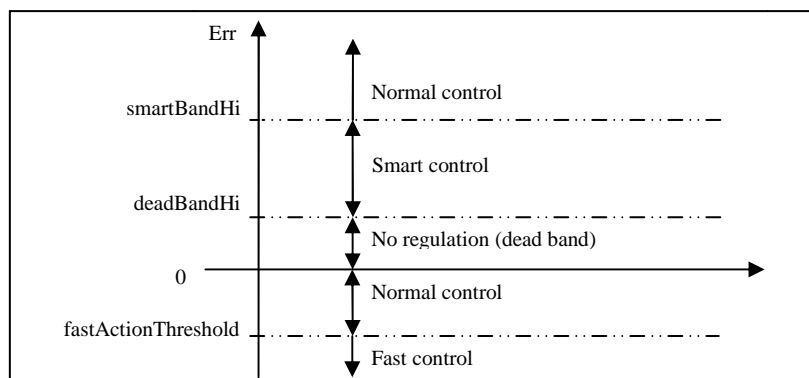 Err
Normal control
smartBandHi
Smart control
deadBandHi
No regulation (dead band)
0
Normal control
fastActionThreshold
Fast control